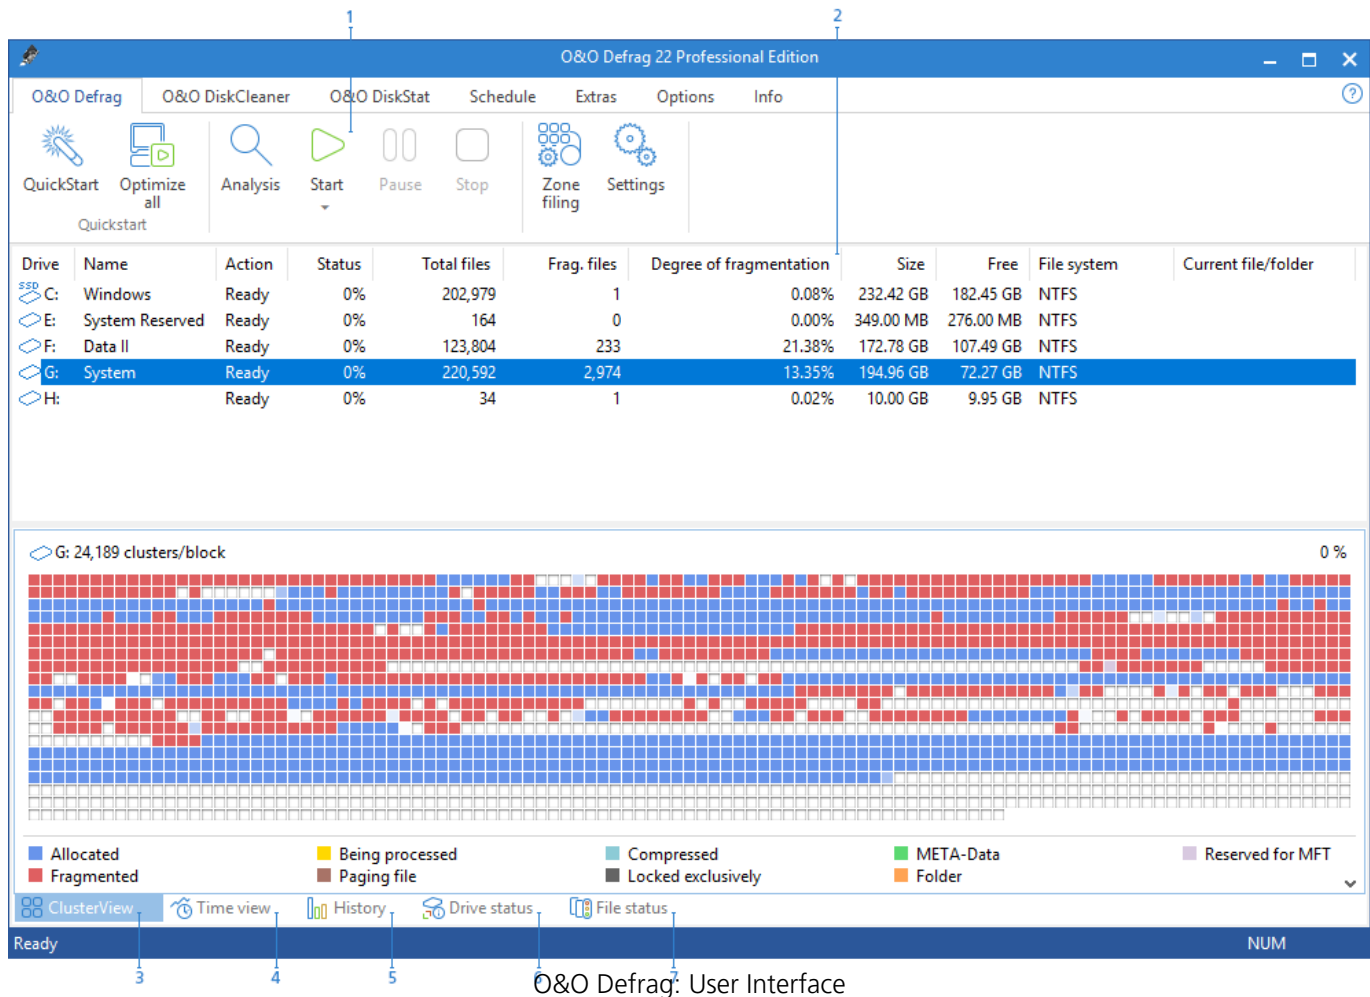 1 2
O&O Defrag 22 Professional Edition
O&O Defrag O&O DiskCleaner O&O DiskStat Schedule Extras Options Info
QuickStart Optimize all Analysis Start Pause Stop Zone filing Settings
Quickstart
Drive Name Action Status Total files Frag. files Degree of fragmentation Size Free File system Current file/folder
SSD C: Windows Ready 0% 202,979 1 0.08% 232.42 GB 182.45 GB NTFS
E: System Reserved Ready 0% 164 0 0.00% 349.00 MB 276.00 MB NTFS
F: Data II Ready 0% 123,804 233 21.38% 172.78 GB 107.49 GB NTFS
G: System Ready 0% 220,592 2,974 13.35% 194.96 GB 72.27 GB NTFS
H: Ready 0% 34 1 0.02% 10.00 GB 9.95 GB NTFS
G: 24,189 clusters/block 0 %
Allocated Being processed Compressed META-Data Reserved for MFT
Fragmented Paging file Locked exclusively Folder
ClusterView Time view History Drive status File status
Ready NUM
3 4 5 6 7
O&O Defrag: User Interface